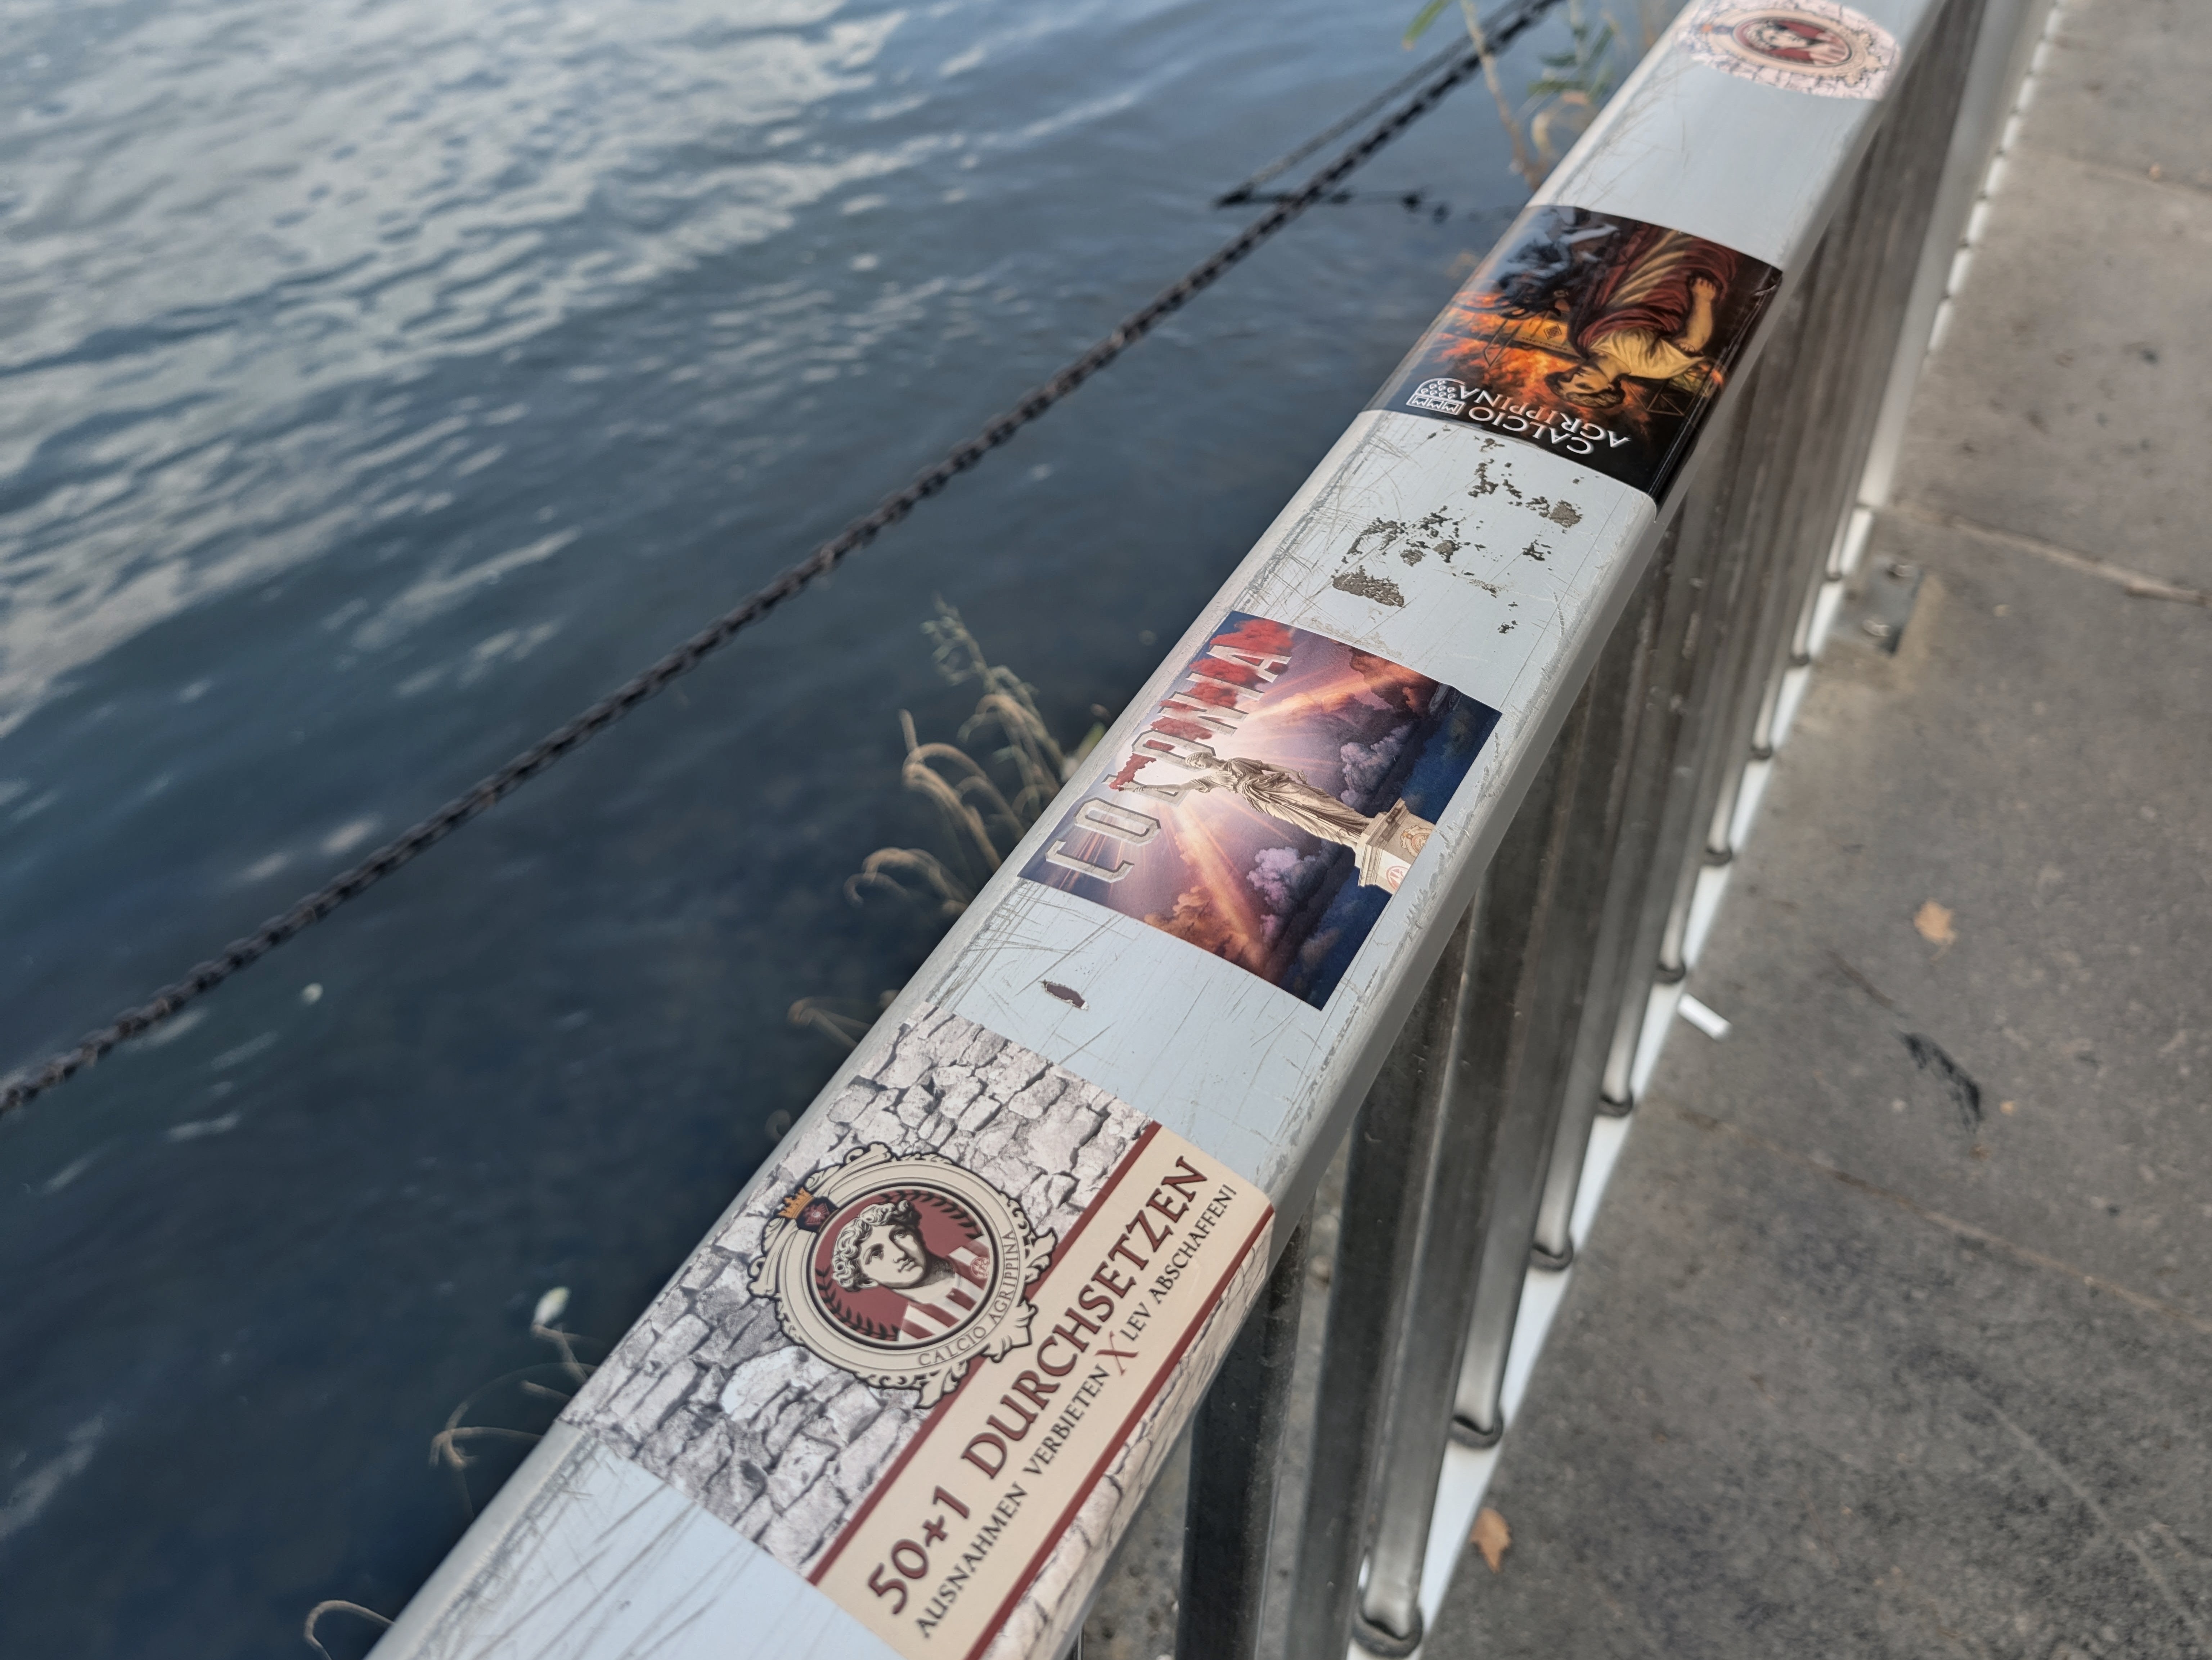 CALCIO
AGRIPPINA
COLONIA
CALCIO AGRIPPINA
50+1 DURCHSETZEN
AUSNAHMEN VERBIETEN X LEV ABSCHAFFEN!